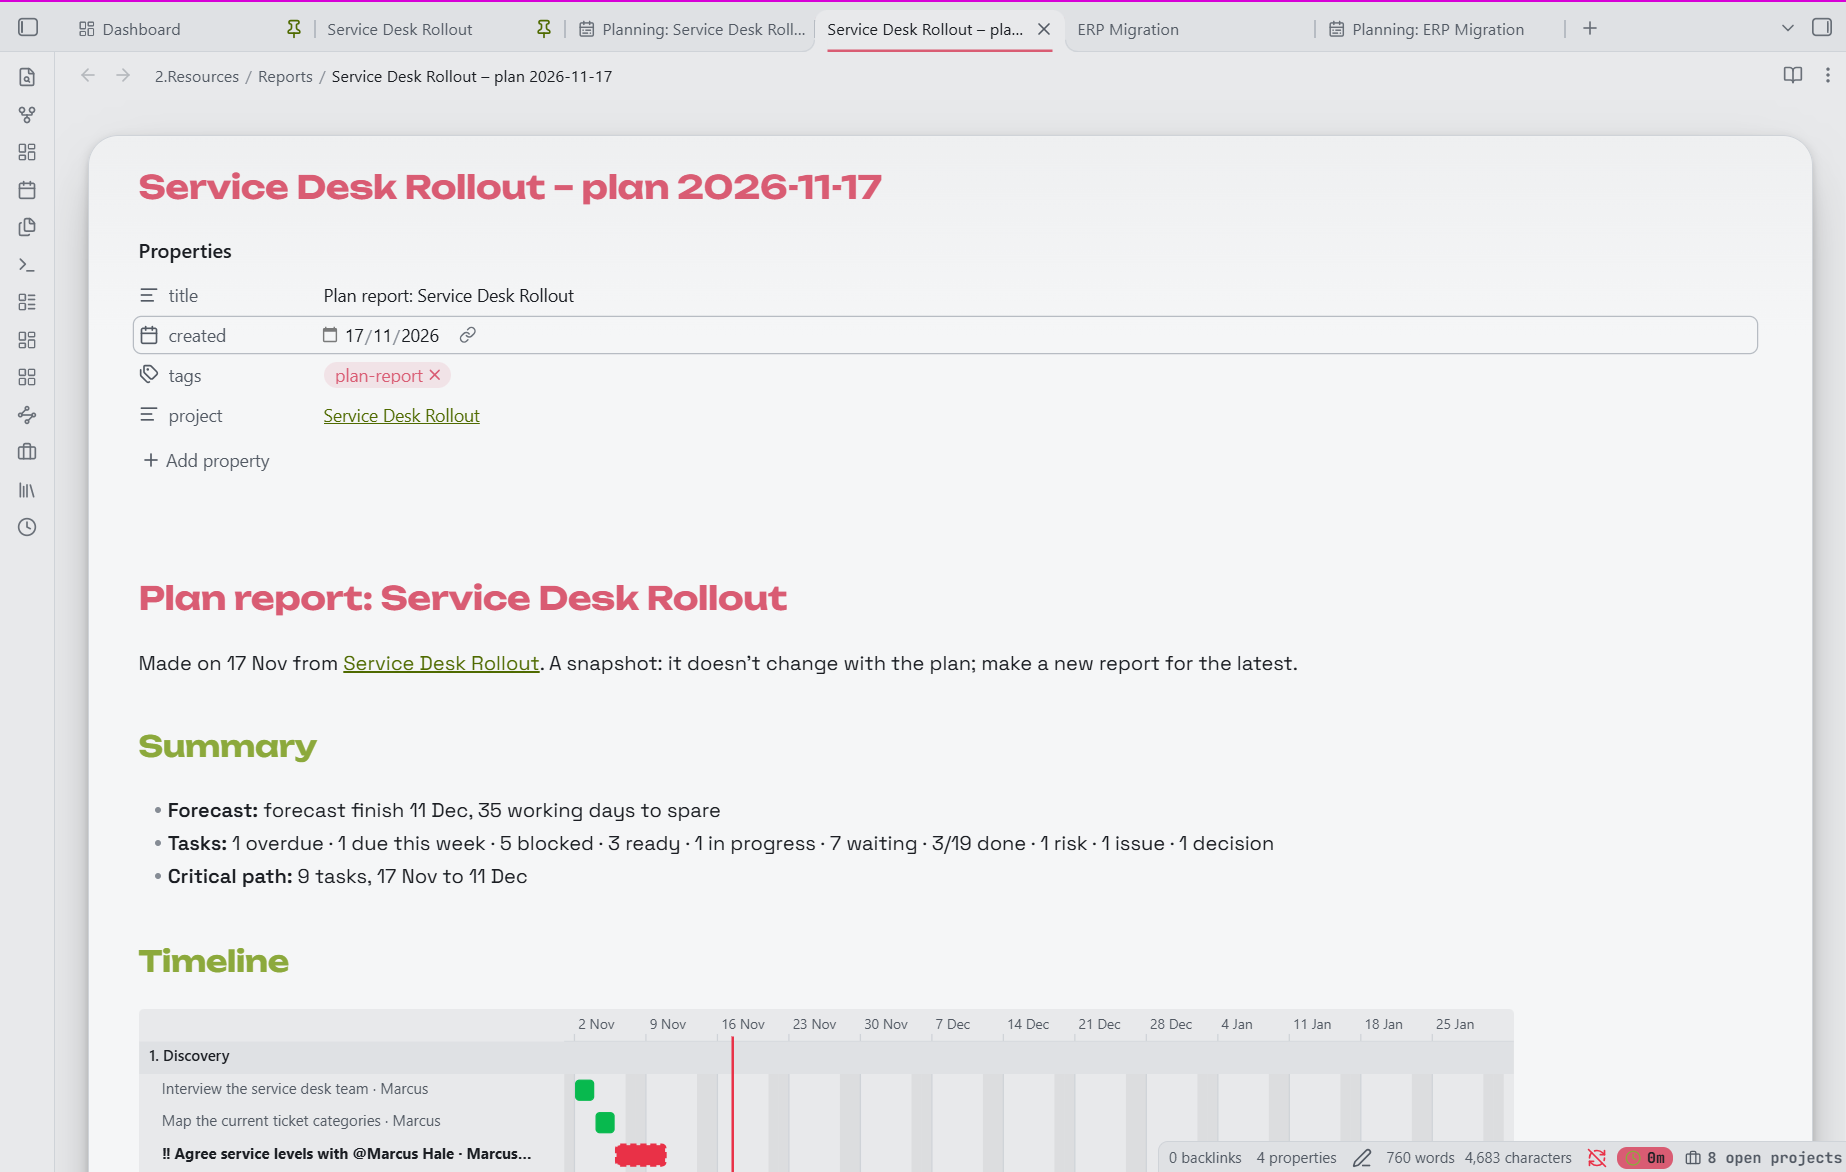 Dashboard
Service Desk Rollout
Planning: Service Desk Roll...
Service Desk Rollout – pla...
ERP Migration
Planning: ERP Migration
2.Resources / Reports / Service Desk Rollout – plan 2026-11-17
Service Desk Rollout – plan 2026-11-17
Properties
title Plan report: Service Desk Rollout
created 17/11/2026
tags plan-report
project Service Desk Rollout
Add property
Plan report: Service Desk Rollout
Made on 17 Nov from Service Desk Rollout. A snapshot: it doesn't change with the plan; make a new report for the latest.
Summary
• Forecast: forecast finish 11 Dec, 35 working days to spare
• Tasks: 1 overdue · 1 due this week · 5 blocked · 3 ready · 1 in progress · 7 waiting · 3/19 done · 1 risk · 1 issue · 1 decision
• Critical path: 9 tasks, 17 Nov to 11 Dec
Timeline
2 Nov 9 Nov 16 Nov 23 Nov 30 Nov 7 Dec 14 Dec 21 Dec 28 Dec 4 Jan 11 Jan 18 Jan 25 Jan
1. Discovery
Interview the service desk team · Marcus
Map the current ticket categories · Marcus
!! Agree service levels with @Marcus Hale · Marcus...
0 backlinks 4 properties 760 words 4,683 characters 0m 8 open projects